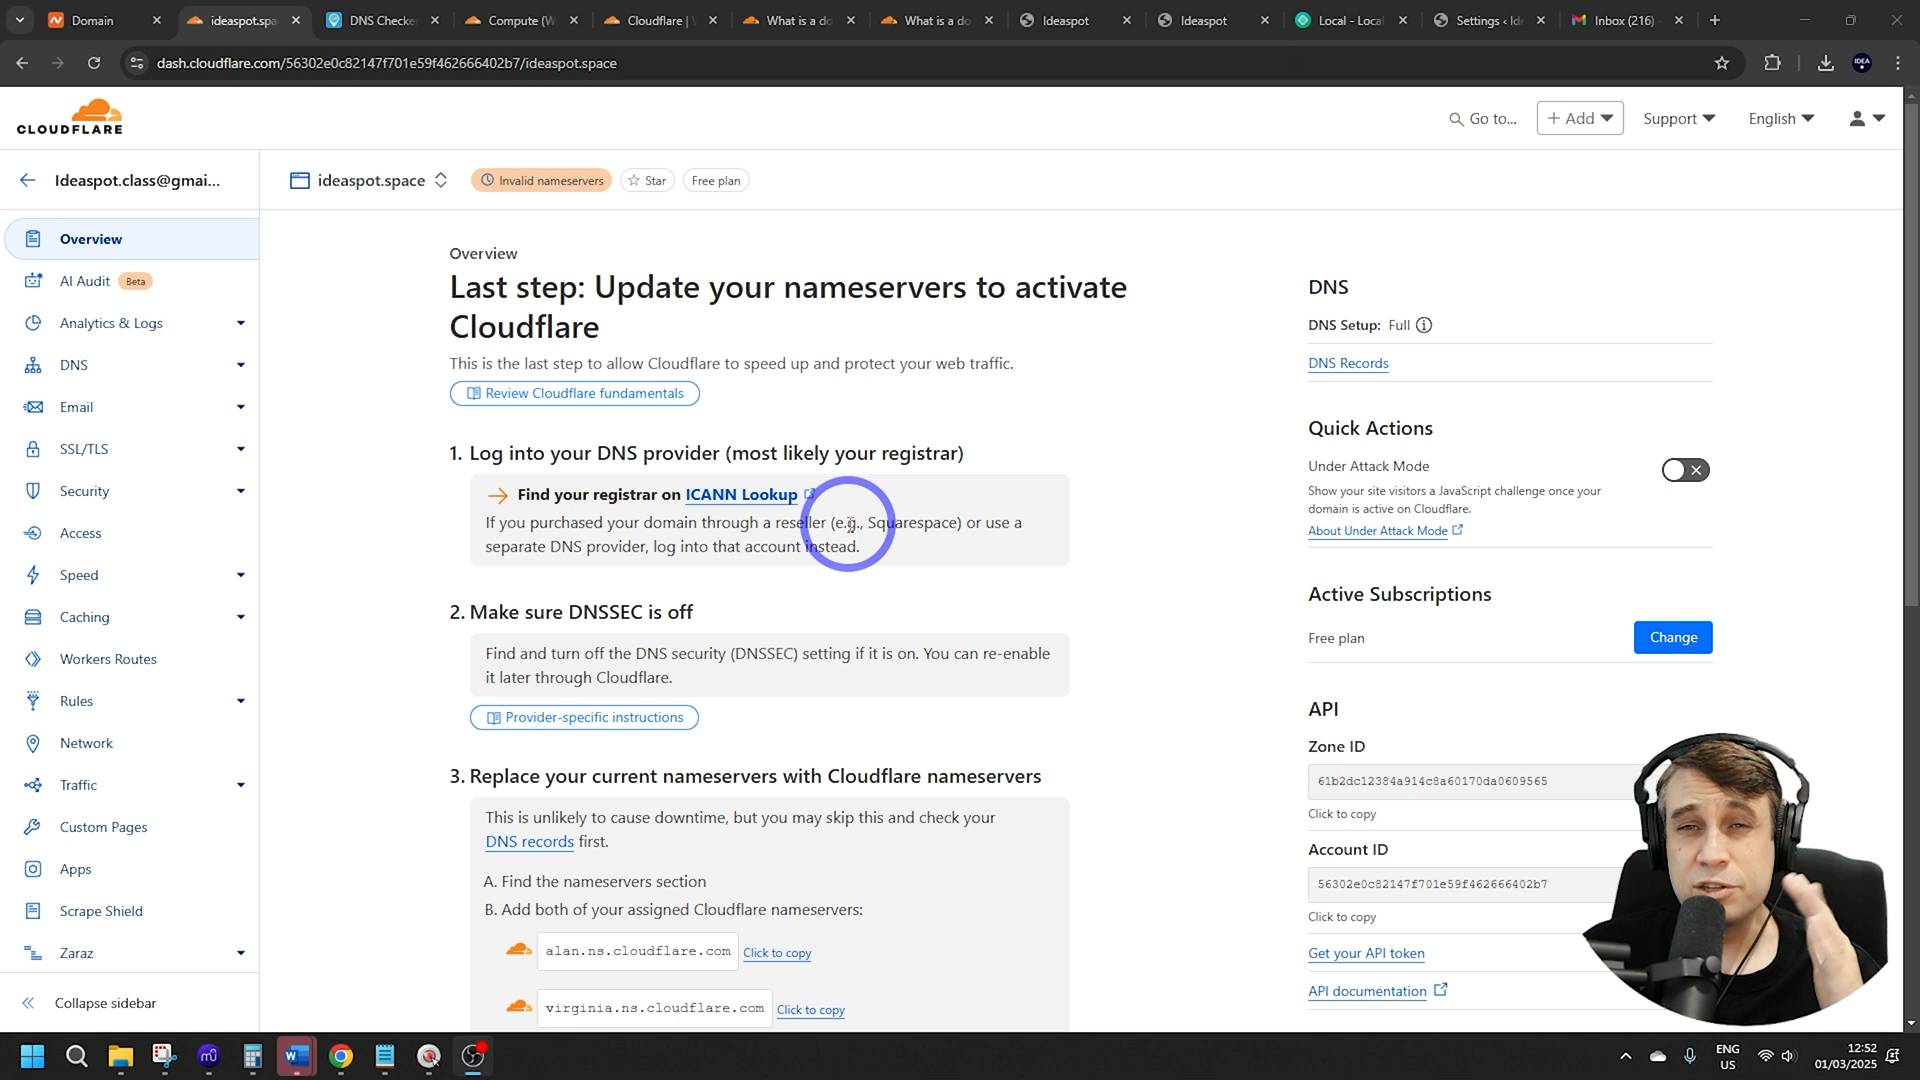 Domain
ideaspot.spa
DNS Checke
Compute (W
Cloudflare |
What is a do
What is a do
Ideaspot
Ideaspot
Local - Loca
Settings ‹ Id
Inbox (216)
dash.cloudflare.com/56302e0c82147f701e59f462666402b7/ideaspot.space
CLOUDFLARE
Go to...
+ Add
Support
English
Ideaspot.class@gmai...
ideaspot.space
Invalid nameservers
Star
Free plan
Overview
AI Audit Beta
Analytics & Logs
DNS
Email
SSL/TLS
Security
Access
Speed
Caching
Workers Routes
Rules
Network
Traffic
Custom Pages
Apps
Scrape Shield
Zaraz
Collapse sidebar
Overview
Last step: Update your nameservers to activate
Cloudflare
This is the last step to allow Cloudflare to speed up and protect your web traffic.
Review Cloudflare fundamentals
1. Log into your DNS provider (most likely your registrar)
Find your registrar on ICANN Lookup
If you purchased your domain through a reseller (e.g., Squarespace) or use a
separate DNS provider, log into that account instead.
2. Make sure DNSSEC is off
Find and turn off the DNS security (DNSSEC) setting if it is on. You can re-enable
it later through Cloudflare.
Provider-specific instructions
3. Replace your current nameservers with Cloudflare nameservers
This is unlikely to cause downtime, but you may skip this and check your
DNS records first.
A. Find the nameservers section
B. Add both of your assigned Cloudflare nameservers:
alan.ns.cloudflare.com Click to copy
virginia.ns.cloudflare.com Click to copy
DNS
DNS Setup: Full
DNS Records
Quick Actions
Under Attack Mode
Show your site visitors a JavaScript challenge once your
domain is active on Cloudflare.
About Under Attack Mode
Active Subscriptions
Free plan
Change
API
Zone ID
61b2dc12384a914c8a60170da0609565
Click to copy
Account ID
56302e0c82147f701e59f462666402b7
Click to copy
Get your API token
API documentation
ENG
US
12:52
01/03/2025